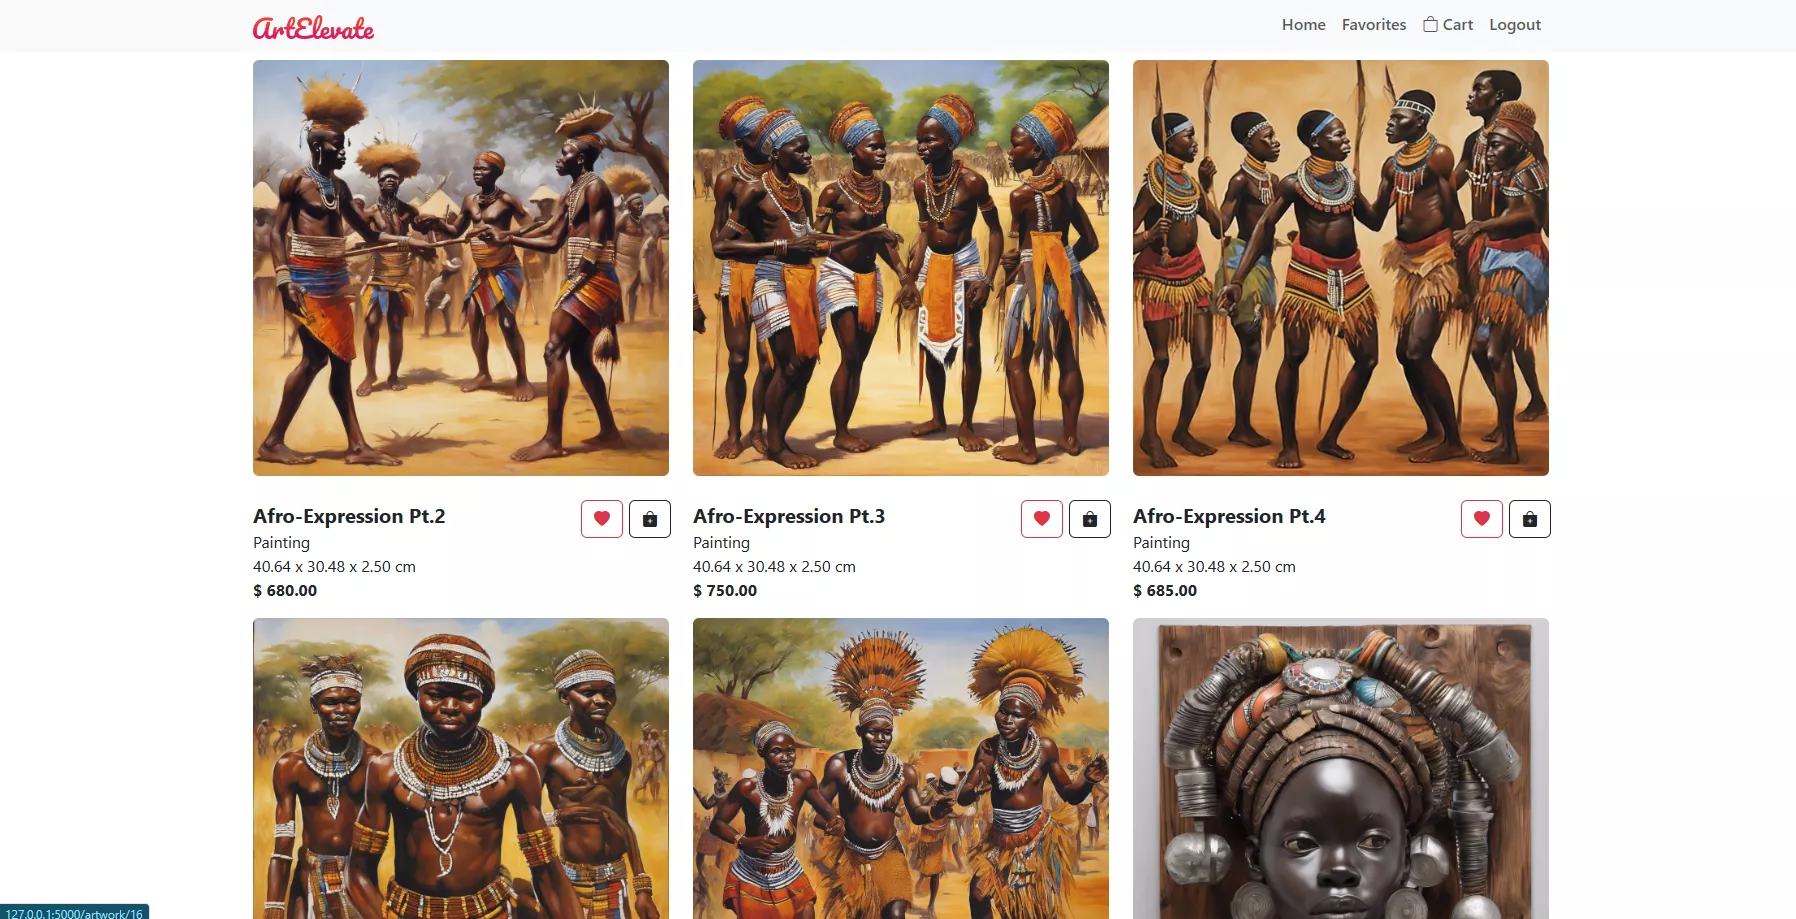 ArtElevate
Home Favorites Cart Logout
Afro-Expression Pt.2
Painting
40.64 x 30.48 x 2.50 cm
$ 680.00
Afro-Expression Pt.3
Painting
40.64 x 30.48 x 2.50 cm
$ 750.00
Afro-Expression Pt.4
Painting
40.64 x 30.48 x 2.50 cm
$ 685.00
127.0.0.1:5000/artwork/16